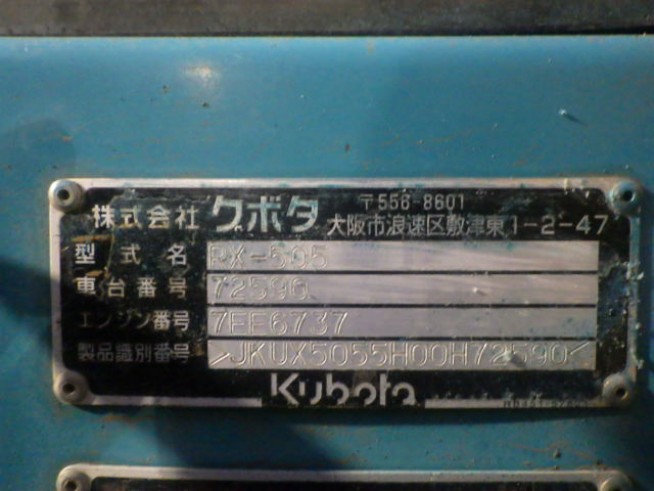 株式会社 クボタ 〒556-8601
大阪市浪速区敷津東1-2-47
型式名 RX-505
車台番号 72590
エンジン番号 7EE6737
製品識別番号 >JKUX5055H00H72590<
Kubota